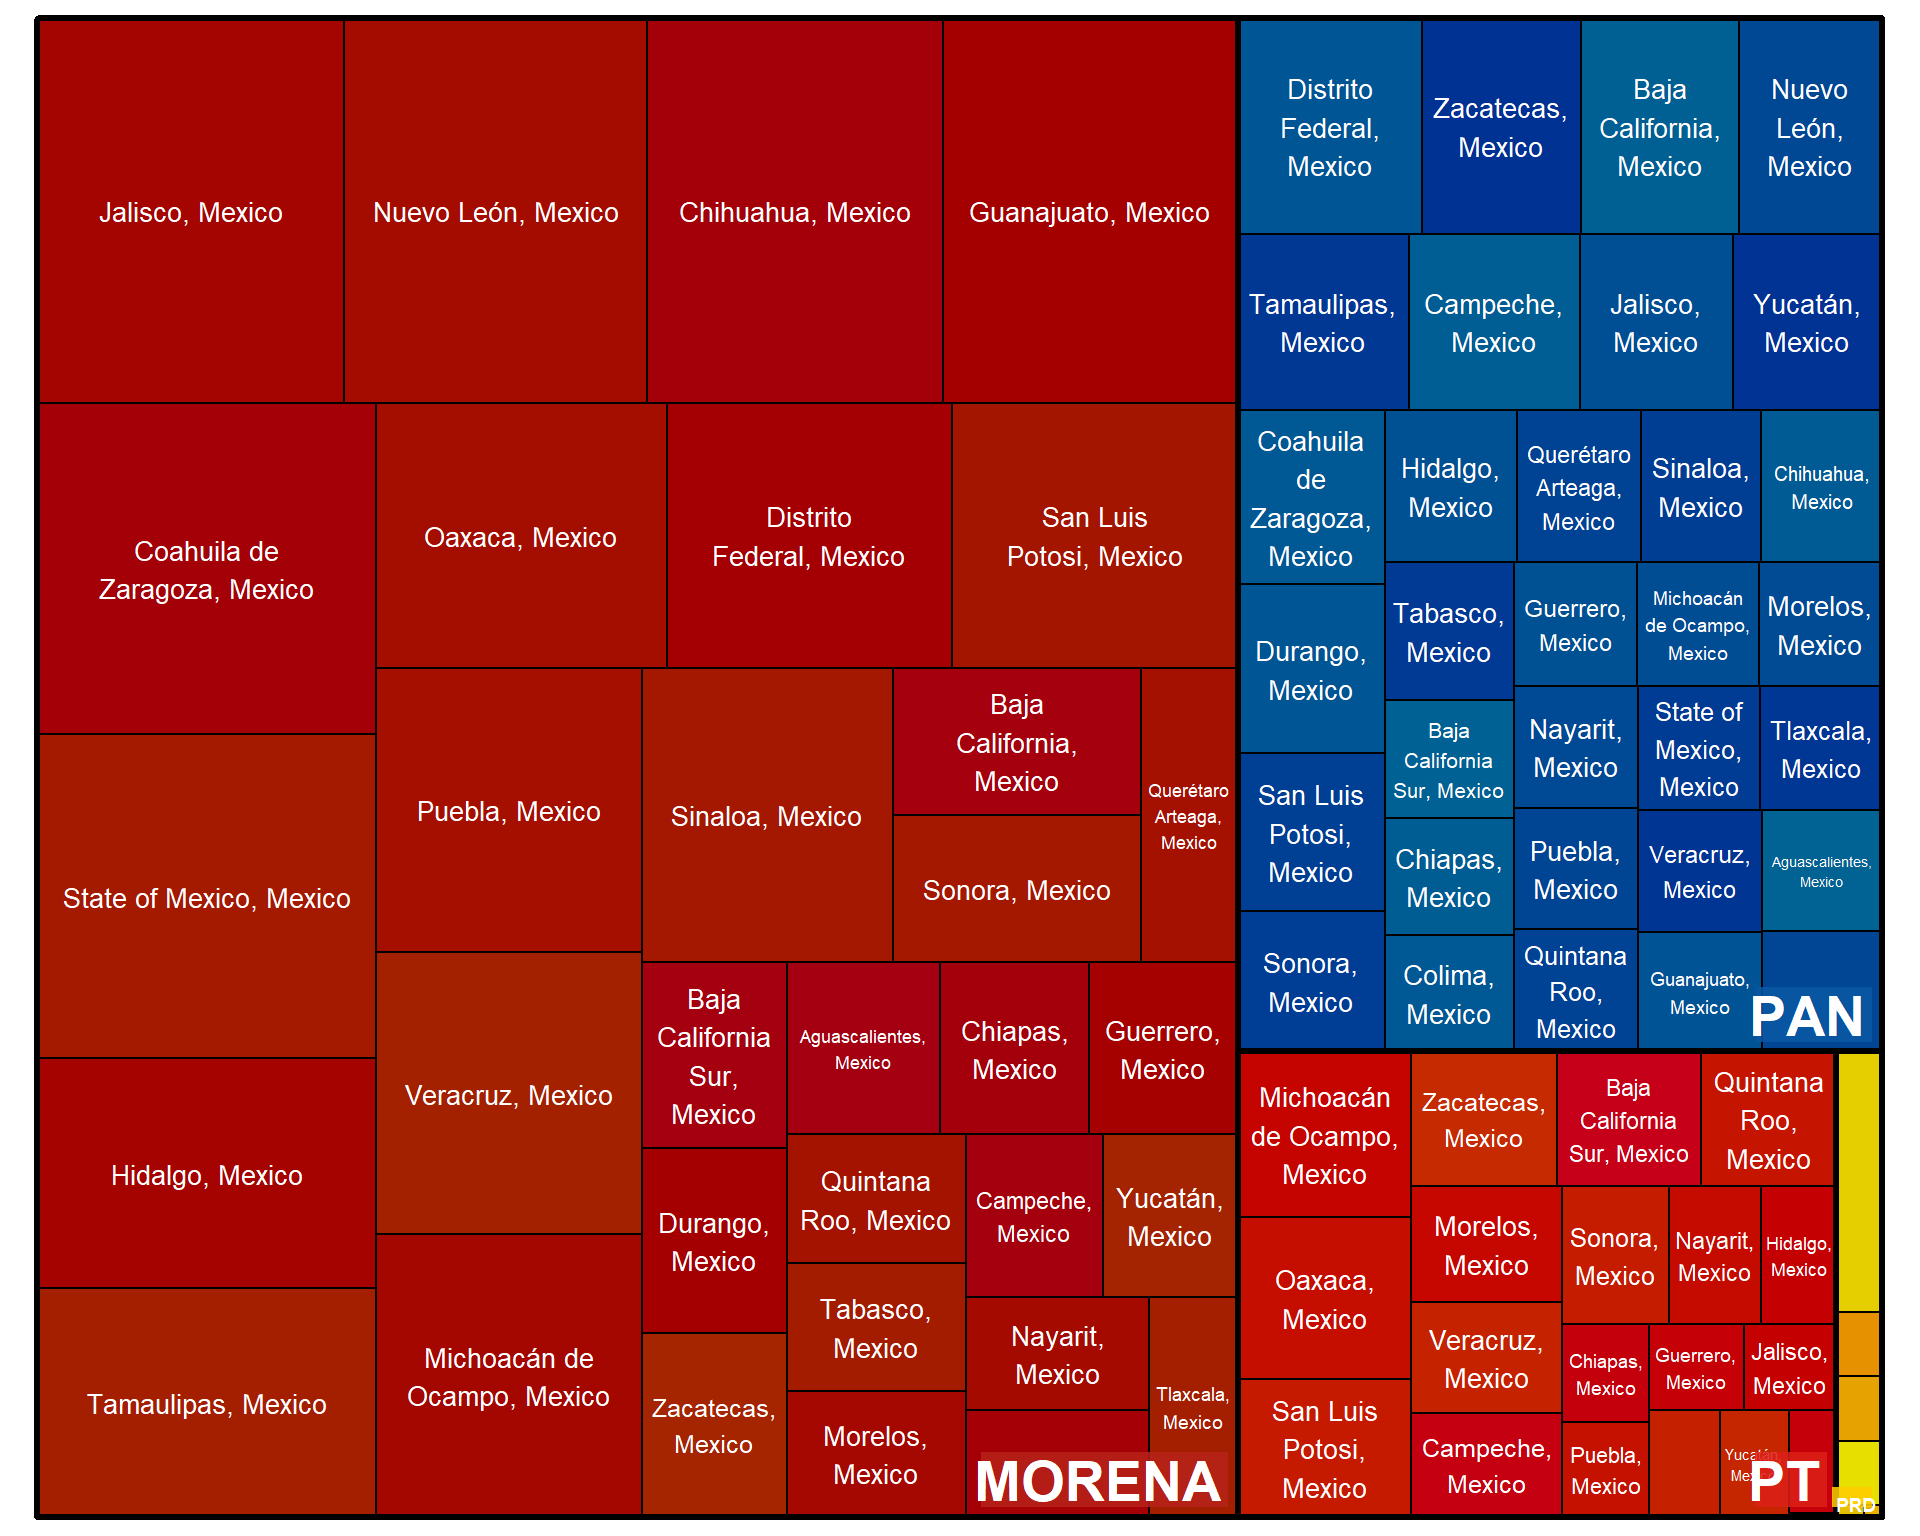 Jalisco, Mexico
Nuevo León, Mexico
Chihuahua, Mexico
Guanajuato, Mexico
Coahuila de
Zaragoza, Mexico
Oaxaca, Mexico
Distrito
Federal, Mexico
San Luis
Potosi, Mexico
State of Mexico, Mexico
Puebla, Mexico
Sinaloa, Mexico
Baja
California,
Mexico
Querétaro
Arteaga,
Mexico
Sonora, Mexico
Hidalgo, Mexico
Veracruz, Mexico
Baja
California
Sur,
Mexico
Aguascalientes,
Mexico
Chiapas,
Mexico
Guerrero,
Mexico
Durango,
Mexico
Quintana
Roo, Mexico
Campeche,
Mexico
Yucatán,
Mexico
Tamaulipas, Mexico
Michoacán de
Ocampo, Mexico
Zacatecas,
Mexico
Tabasco,
Mexico
Morelos,
Mexico
Nayarit,
Mexico
Tlaxcala,
Mexico
MORENA
Distrito
Federal,
Mexico
Zacatecas,
Mexico
Baja
California,
Mexico
Nuevo
León,
Mexico
Tamaulipas,
Mexico
Campeche,
Mexico
Jalisco,
Mexico
Yucatán,
Mexico
Coahuila
de
Zaragoza,
Mexico
Hidalgo,
Mexico
Querétaro
Arteaga,
Mexico
Sinaloa,
Mexico
Chihuahua,
Mexico
Durango,
Mexico
Tabasco,
Mexico
Guerrero,
Mexico
Michoacán
de Ocampo,
Mexico
Morelos,
Mexico
Baja
California
Sur, Mexico
Nayarit,
Mexico
State of
Mexico,
Mexico
Tlaxcala,
Mexico
San Luis
Potosi,
Mexico
Chiapas,
Mexico
Puebla,
Mexico
Veracruz,
Mexico
Aguascalientes,
Mexico
Sonora,
Mexico
Colima,
Mexico
Quintana
Roo,
Mexico
Guanajuato,
Mexico
PAN
Michoacán
de Ocampo,
Mexico
Zacatecas,
Mexico
Baja
California
Sur, Mexico
Quintana
Roo,
Mexico
Oaxaca,
Mexico
Morelos,
Mexico
Sonora,
Mexico
Nayarit,
Mexico
Hidalgo,
Mexico
Veracruz,
Mexico
Chiapas,
Mexico
Guerrero,
Mexico
Jalisco,
Mexico
San Luis
Potosi,
Mexico
Campeche,
Mexico
Puebla,
Mexico
PT
PRD